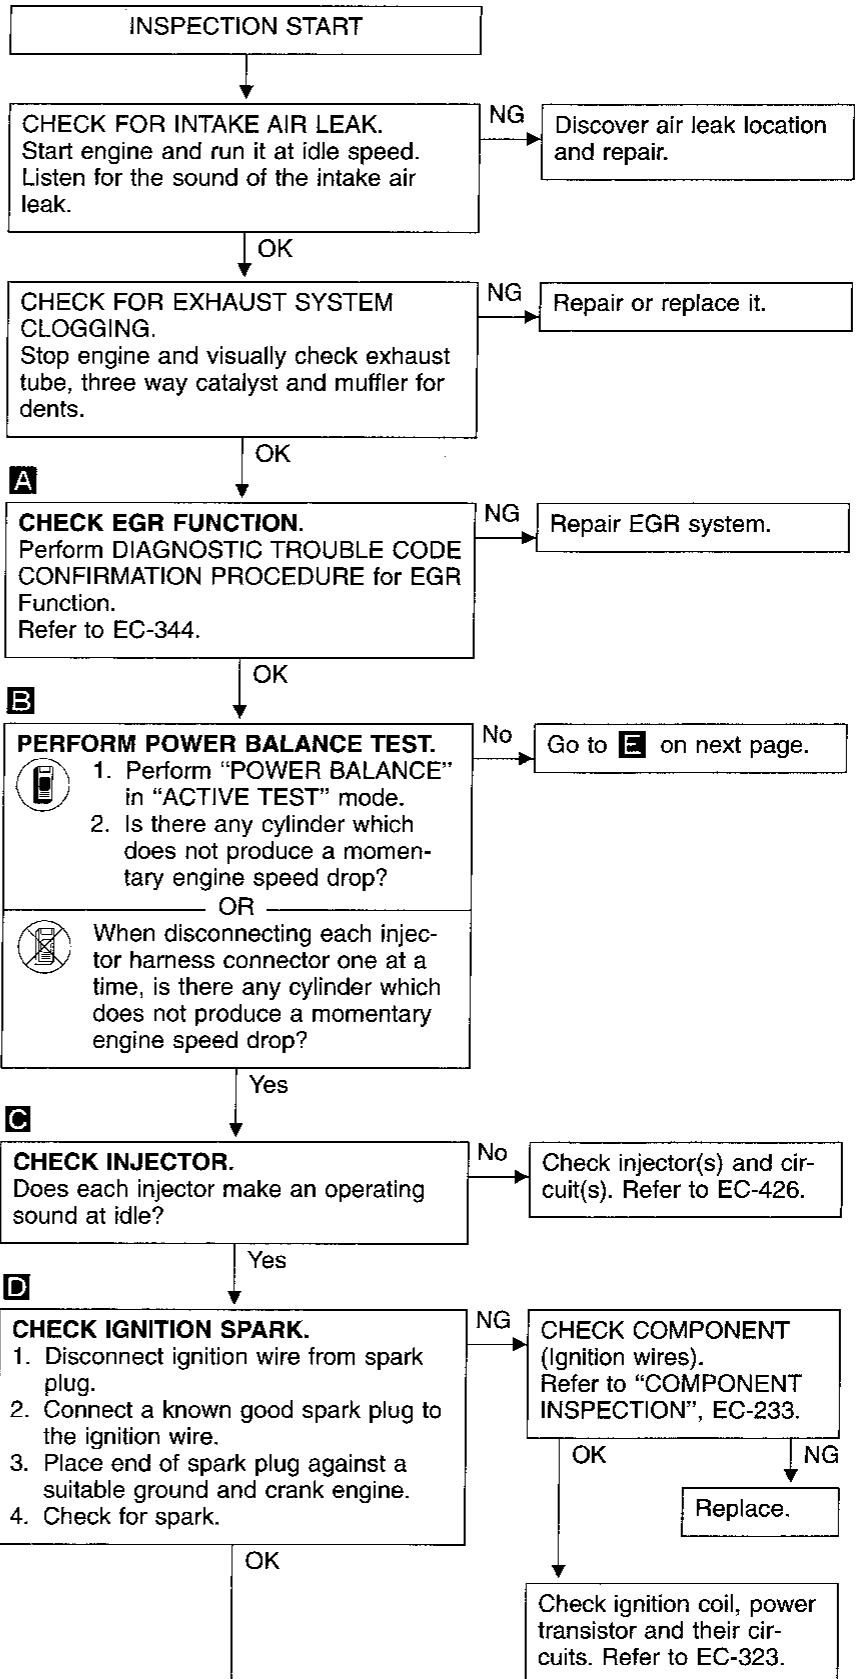 INSPECTION START
CHECK FOR INTAKE AIR LEAK.
Start engine and run it at idle speed.
Listen for the sound of the intake air
leak.
NG
Discover air leak location
and repair.
OK
CHECK FOR EXHAUST SYSTEM
CLOGGING.
Stop engine and visually check exhaust
tube, three way catalyst and muffler for
dents.
NG
Repair or replace it.
OK
A
CHECK EGR FUNCTION.
Perform DIAGNOSTIC TROUBLE CODE
CONFIRMATION PROCEDURE for EGR
Function.
Refer to EC-344.
NG
Repair EGR system.
OK
B
PERFORM POWER BALANCE TEST.
1. Perform “POWER BALANCE”
in “ACTIVE TEST” mode.
2. Is there any cylinder which
does not produce a momen-
tary engine speed drop?
OR
When disconnecting each injec-
tor harness connector one at a
time, is there any cylinder which
does not produce a momentary
engine speed drop?
No
Go to E on next page.
Yes
C
CHECK INJECTOR.
Does each injector make an operating
sound at idle?
No
Check injector(s) and cir-
cuit(s). Refer to EC-426.
Yes
D
CHECK IGNITION SPARK.
1. Disconnect ignition wire from spark
plug.
2. Connect a known good spark plug to
the ignition wire.
3. Place end of spark plug against a
suitable ground and crank engine.
4. Check for spark.
NG
CHECK COMPONENT
(Ignition wires).
Refer to “COMPONENT
INSPECTION”, EC-233.
OK
NG
Replace.
OK
Check ignition coil, power
transistor and their cir-
cuits. Refer to EC-323.